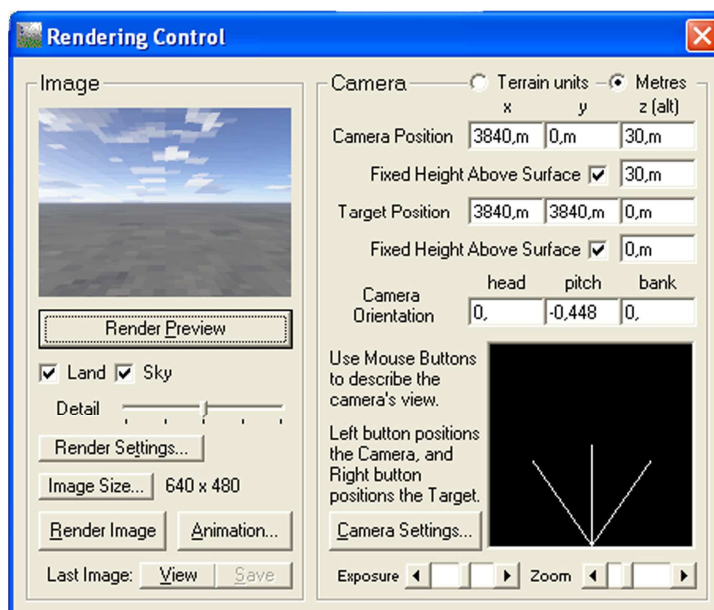 Rendering Control
Image
Render Preview
Land Sky
Detail
Render Settings...
Image Size... 640 x 480
Render Image Animation...
Last Image: View Save
Camera Terrain units Metres
x y z (alt)
Camera Position 3840,m 0,m 30,m
Fixed Height Above Surface 30,m
Target Position 3840,m 3840,m 0,m
Fixed Height Above Surface 0,m
head pitch bank
Camera
Orientation 0, -0,448 0,
Use Mouse Buttons
to describe the
camera's view.
Left button positions
the Camera, and
Right button
positions the Target.
Camera Settings...
Exposure Zoom